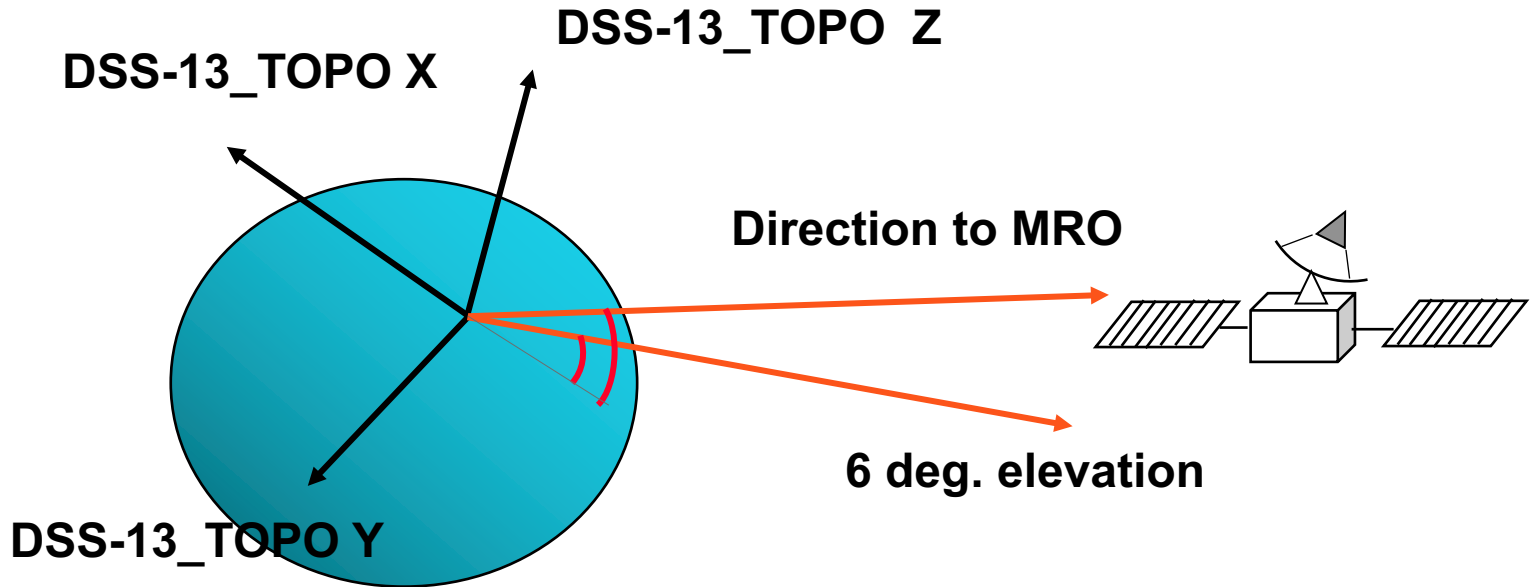 DSS-13_TOPO Z
DSS-13_TOPO X
Direction to MRO
6 deg. elevation
DSS-13_TOPO Y